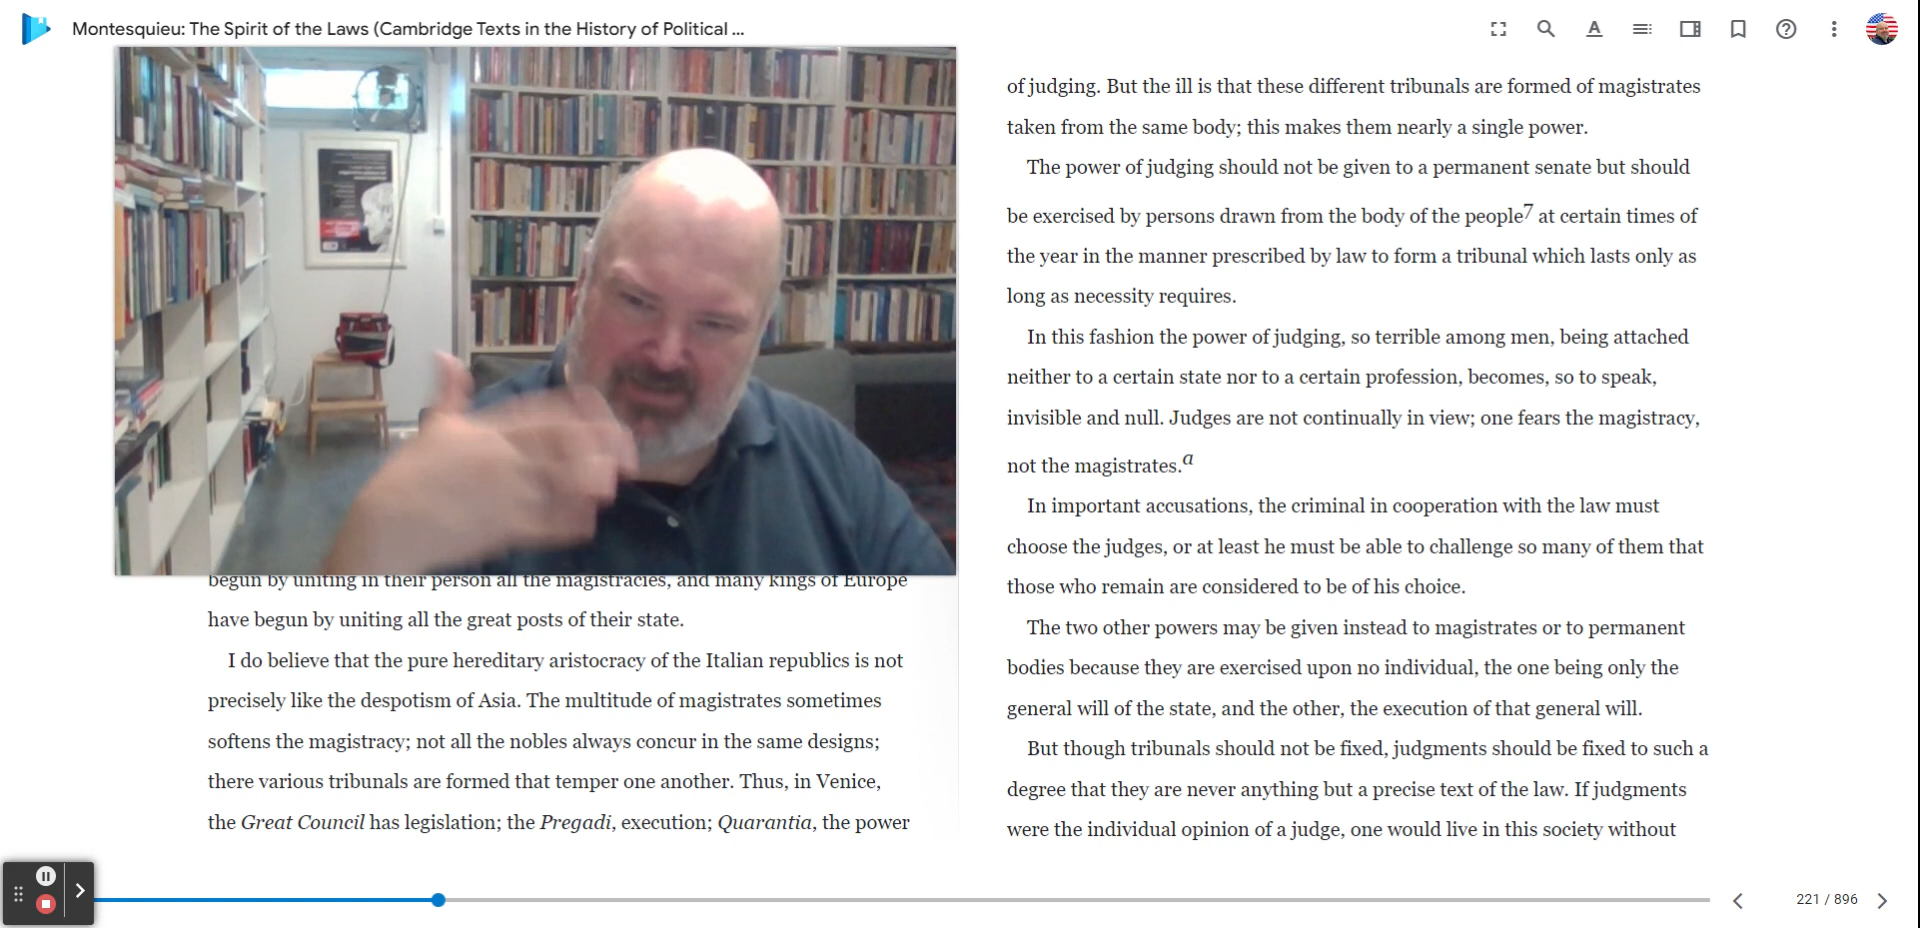 Montesquieu: The Spirit of the Laws (Cambridge Texts in the History of Political ...
begun by uniting in their person all the magistracies, and many kings of Europe
have begun by uniting all the great posts of their state.
I do believe that the pure hereditary aristocracy of the Italian republics is not
precisely like the despotism of Asia. The multitude of magistrates sometimes
softens the magistracy; not all the nobles always concur in the same designs;
there various tribunals are formed that temper one another. Thus, in Venice,
the Great Council has legislation; the Pregadi, execution; Quarantia, the power
of judging. But the ill is that these different tribunals are formed of magistrates
taken from the same body; this makes them nearly a single power.
The power of judging should not be given to a permanent senate but should
be exercised by persons drawn from the body of the people7 at certain times of
the year in the manner prescribed by law to form a tribunal which lasts only as
long as necessity requires.
In this fashion the power of judging, so terrible among men, being attached
neither to a certain state nor to a certain profession, becomes, so to speak,
invisible and null. Judges are not continually in view; one fears the magistracy,
not the magistrates.a
In important accusations, the criminal in cooperation with the law must
choose the judges, or at least he must be able to challenge so many of them that
those who remain are considered to be of his choice.
The two other powers may be given instead to magistrates or to permanent
bodies because they are exercised upon no individual, the one being only the
general will of the state, and the other, the execution of that general will.
But though tribunals should not be fixed, judgments should be fixed to such a
degree that they are never anything but a precise text of the law. If judgments
were the individual opinion of a judge, one would live in this society without
221 / 896